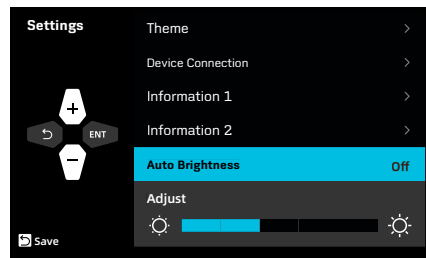 Settings
Theme
Device Connection
Information 1
Information 2
ENT
Auto Brightness Off
Adjust
Save